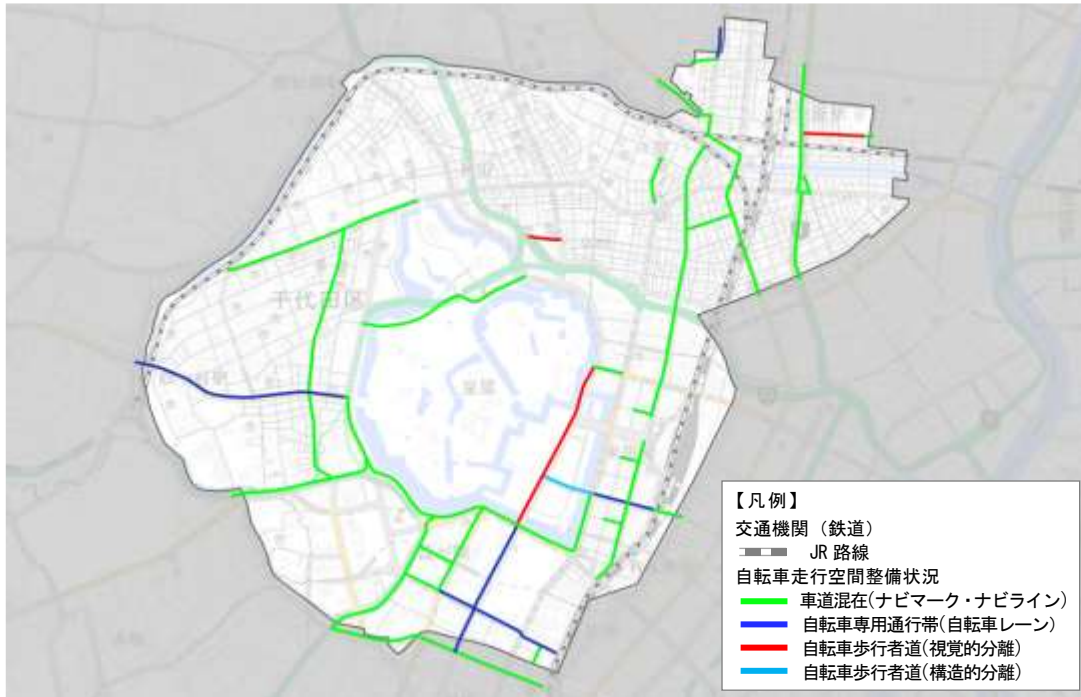 千代田区
皇居
【凡例】
交通機関（鉄道）
JR 路線
自転車走行空間整備状況
車道混在(ナビマーク・ナビライン)
自転車専用通行帯(自転車レーン)
自転車歩行者道(視覚的分離)
自転車歩行者道(構造的分離)